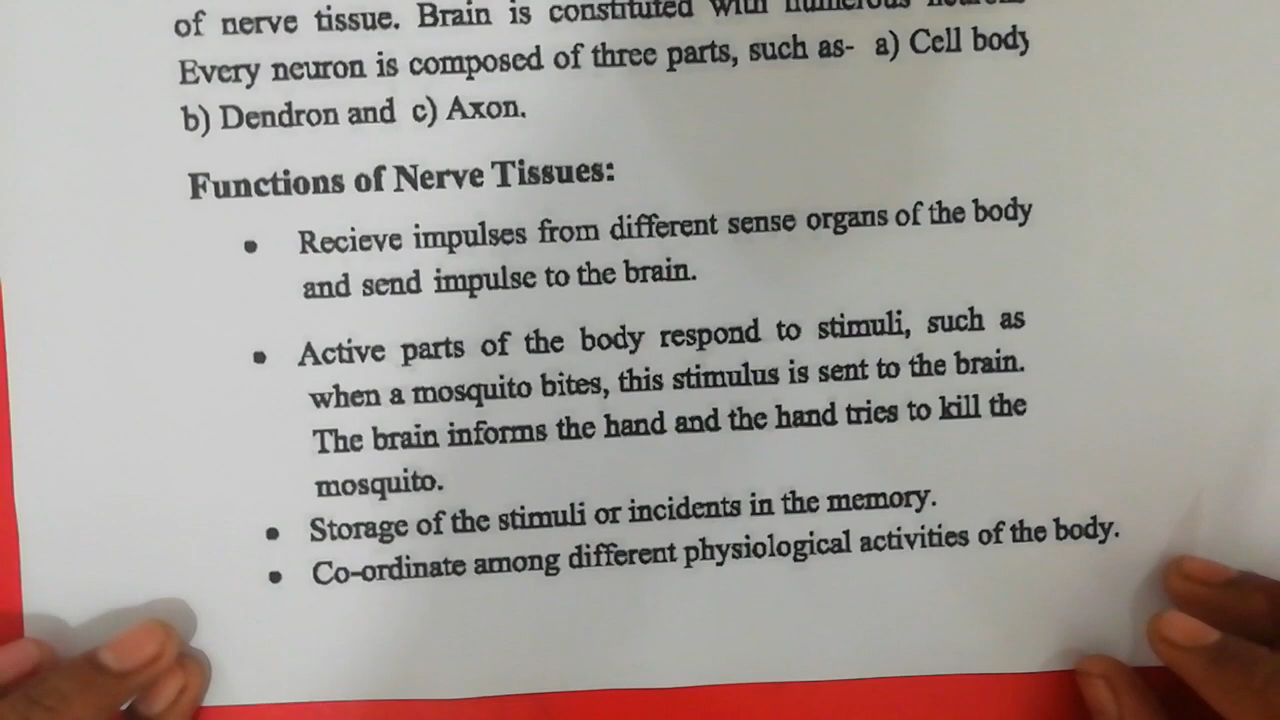 of nerve tissue. Brain is constituted with numerous
Every neuron is composed of three parts, such as- a) Cell body
b) Dendron and c) Axon.
Functions of Nerve Tissues:
• Recieve impulses from different sense organs of the body
and send impulse to the brain.
• Active parts of the body respond to stimuli, such as
when a mosquito bites, this stimulus is sent to the brain.
The brain informs the hand and the hand tries to kill the
mosquito.
• Storage of the stimuli or incidents in the memory.
• Co-ordinate among different physiological activities of the body.